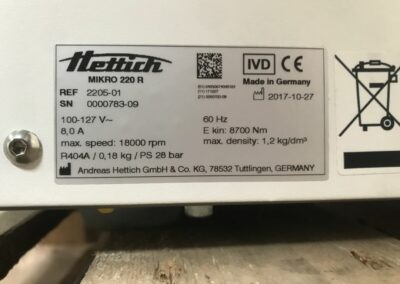 Hettich
MIKRO 220 R
IVD CE
Made in Germany
REF 2205-01
SN 0000783-09
2017-10-27
100-127 V~ 60 Hz
8,0 A E kin: 8700 Nm
max. speed: 18000 rpm max. density: 1,2 kg/dm³
R404A / 0,18 kg / PS 28 bar
Andreas Hettich GmbH & Co. KG, 78532 Tuttlingen, GERMANY